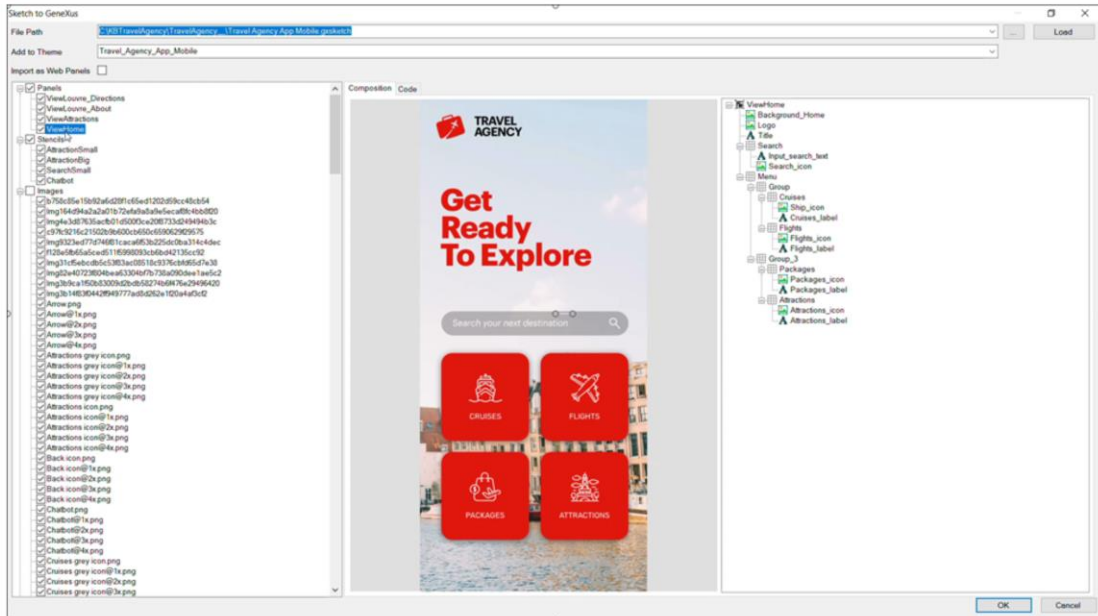 Sketch to GeneXus
File Path
C:\KBTravelAgency\TravelAgency_...\Travel Agency App Mobile.gxsketch
...
Load
Add to Theme
Travel_Agency_App_Mobile
Import as Web Panels
Panels
ViewLouvre_Directions
ViewLouvre_About
ViewAttractions
ViewHome
Stencils
AttractionSmall
AttractionBig
SearchSmall
Chatbot
Images
Arrow.png
Arrow@1x.png
Arrow@2x.png
Arrow@3x.png
Arrow@4x.png
Attractions grey icon.png
Attractions grey icon@1x.png
Attractions grey icon@2x.png
Attractions grey icon@3x.png
Attractions grey icon@4x.png
Attractions icon.png
Attractions icon@1x.png
Attractions icon@2x.png
Attractions icon@3x.png
Attractions icon@4x.png
Back icon.png
Back icon@1x.png
Back icon@2x.png
Back icon@3x.png
Back icon@4x.png
Chatbot.png
Chatbot@1x.png
Chatbot@2x.png
Chatbot@3x.png
Chatbot@4x.png
Cruises grey icon.png
Cruises grey icon@1x.png
Cruises grey icon@2x.png
Cruises grey icon@3x.png
Composition
Code
TRAVEL
AGENCY
Get
Ready
To Explore
Search your next destination
CRUISES
FLIGHTS
PACKAGES
ATTRACTIONS
ViewHome
Background_Home
Logo
Title
Search
Input_search_text
Search_icon
Menu
Group
Cruises
Ship_icon
Cruises_label
Flights
Flights_icon
Flights_label
Group_3
Packages
Packages_icon
Packages_label
Attractions
Attractions_icon
Attractions_label
OK
Cancel